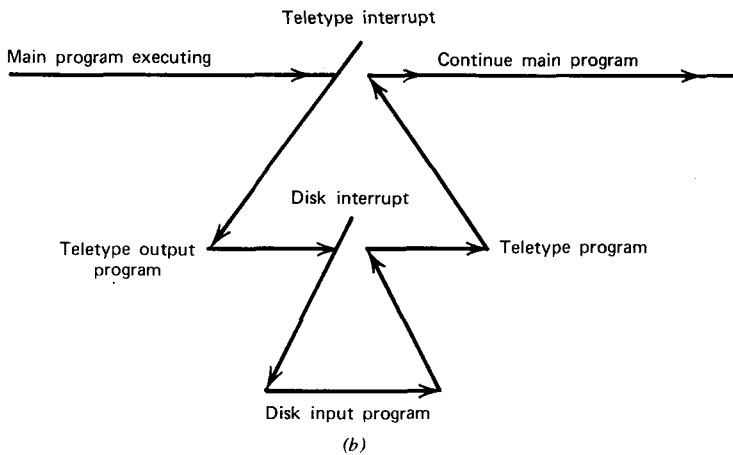 Teletype interrupt
Main program executing
Continue main program
Disk interrupt
Teletype output
program
Teletype program
Disk input program
(b)